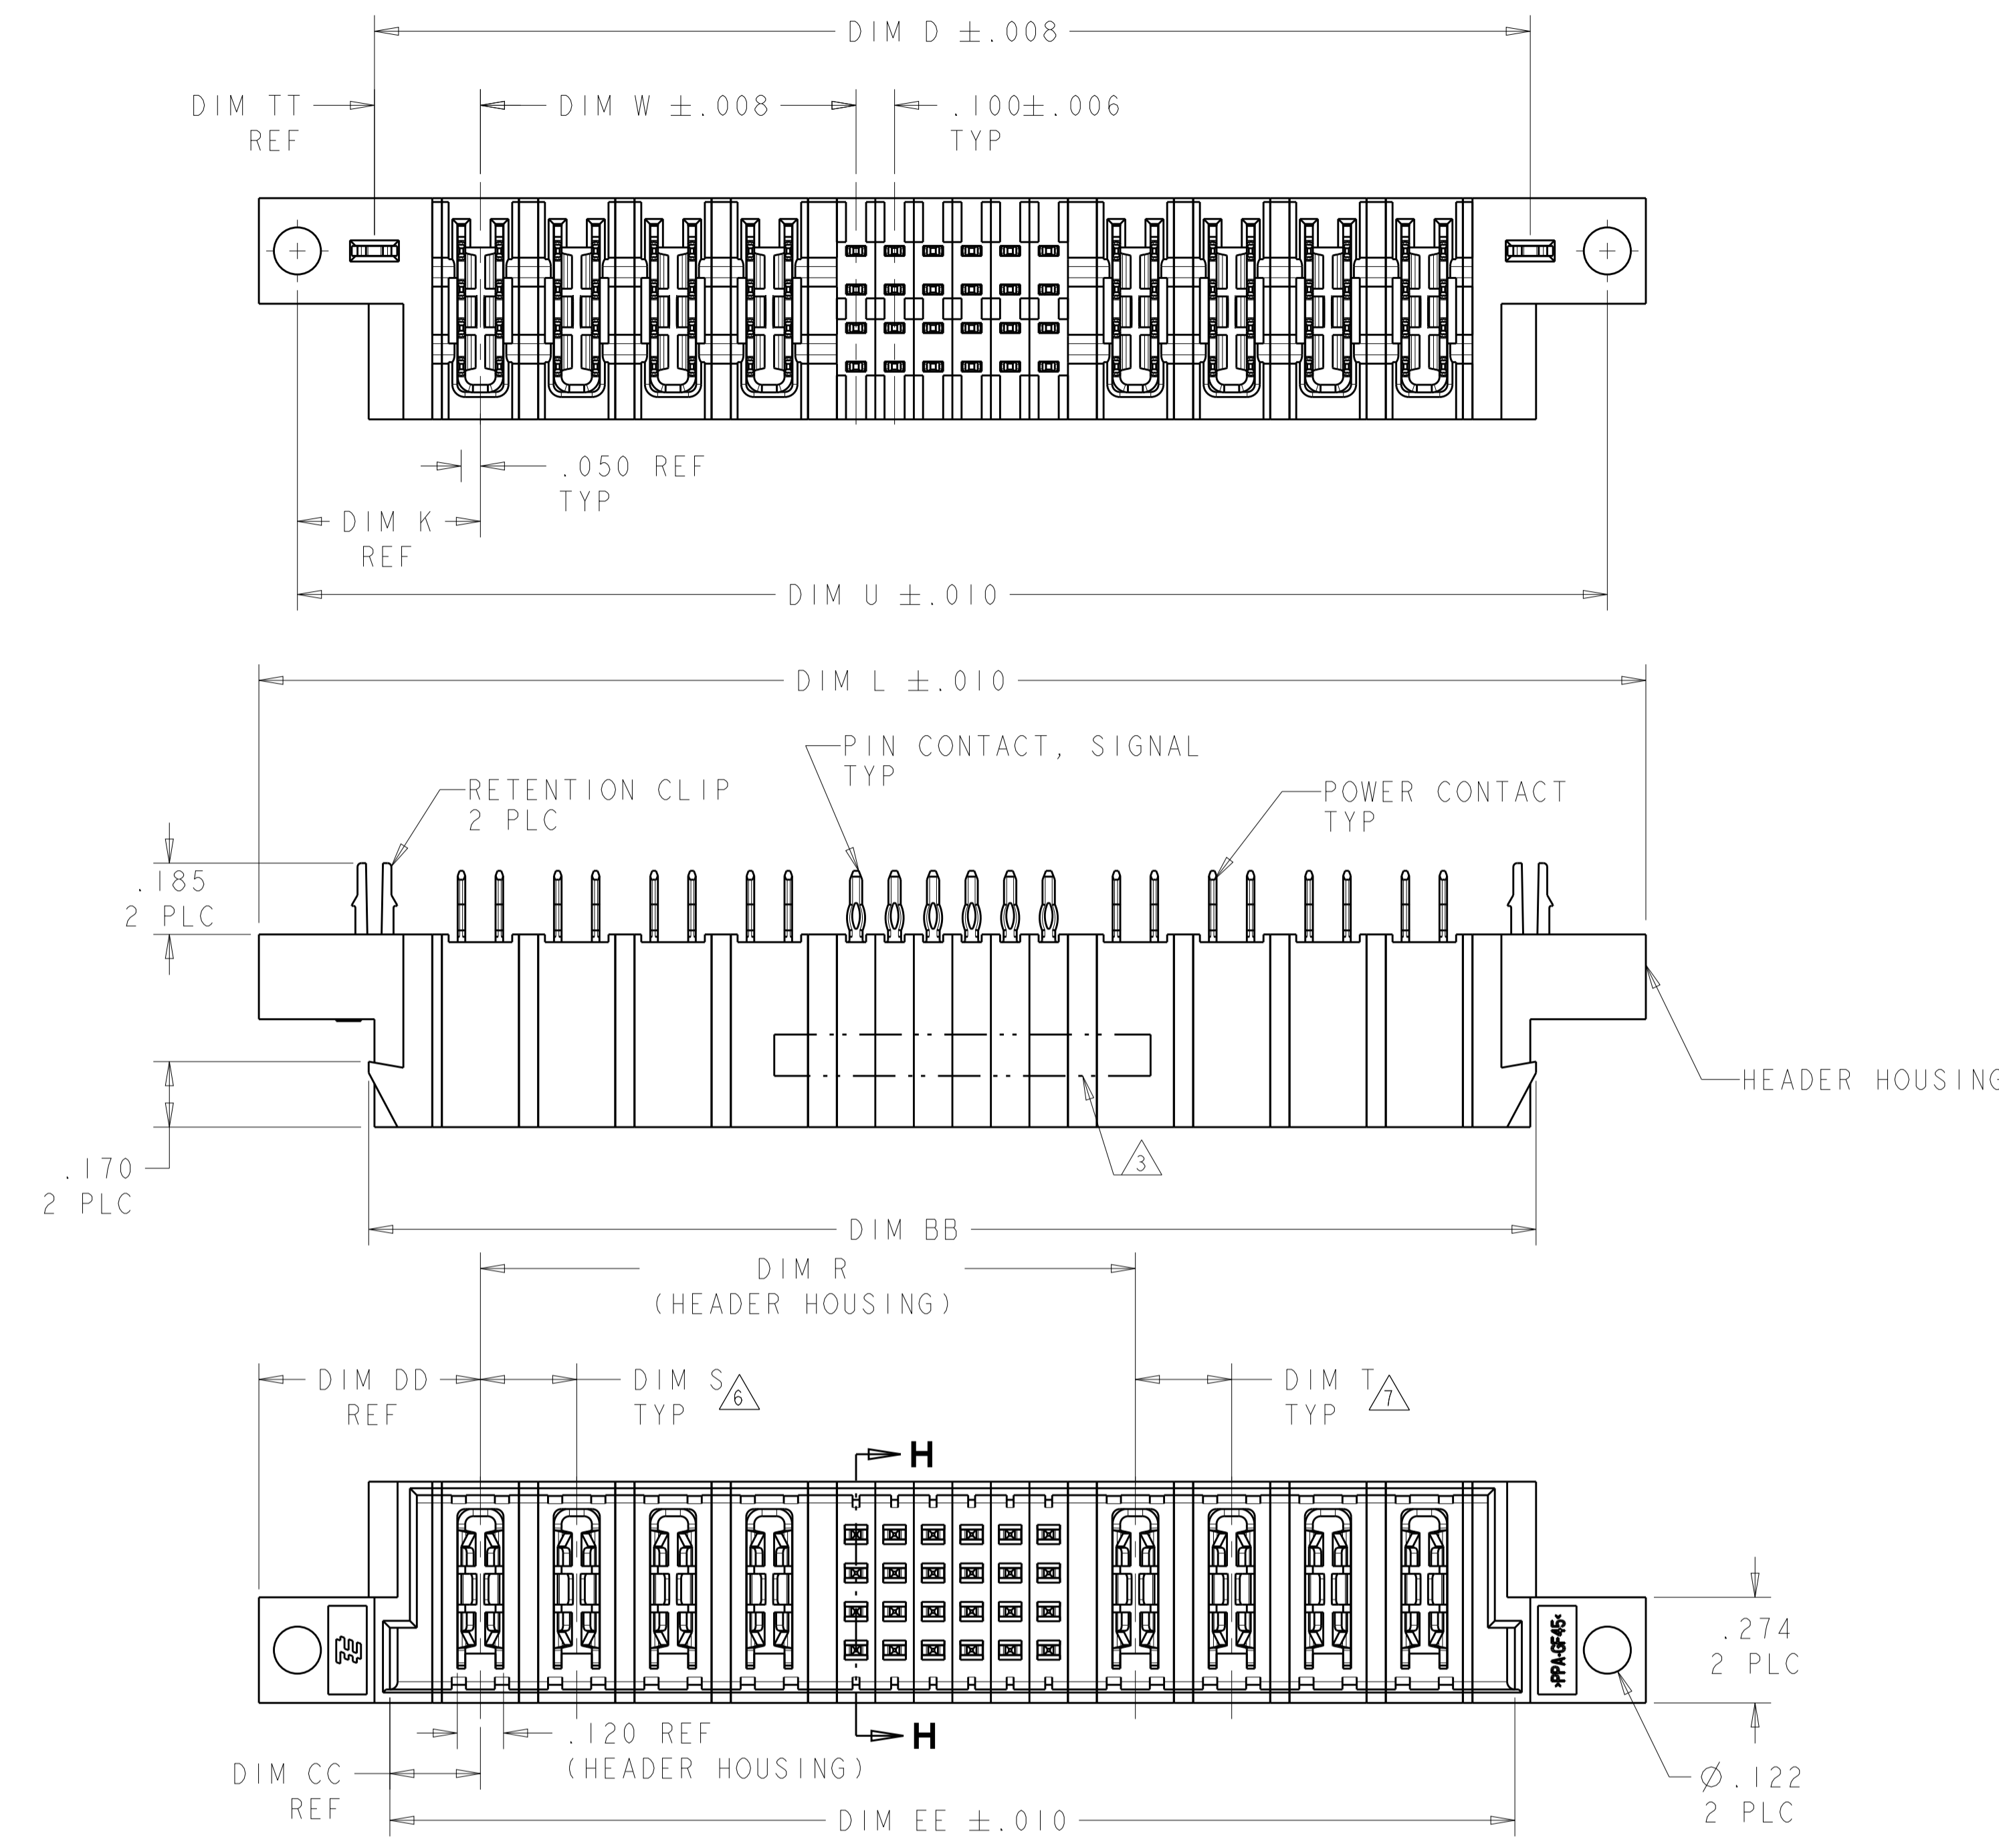 DIM D ±.008
DIM TT
REF
DIM W ±.008
.100±.006
TYP
.050 REF
TYP
DIM K
REF
DIM U ±.010
DIM L ±.010
PIN CONTACT, SIGNAL
TYP
RETENTION CLIP
2 PLC
POWER CONTACT
TYP
.185
2 PLC
HEADER HOUSING
.170
2 PLC
3
DIM BB
DIM R
(HEADER HOUSING)
DIM DD
REF
DIM S 6
TYP
DIM T 7
TYP
H
TE
>PPA-GF45<
.274
2 PLC
H
.120 REF
(HEADER HOUSING)
DIM CC
REF
Ø.122
2 PLC
DIM EE ±.010